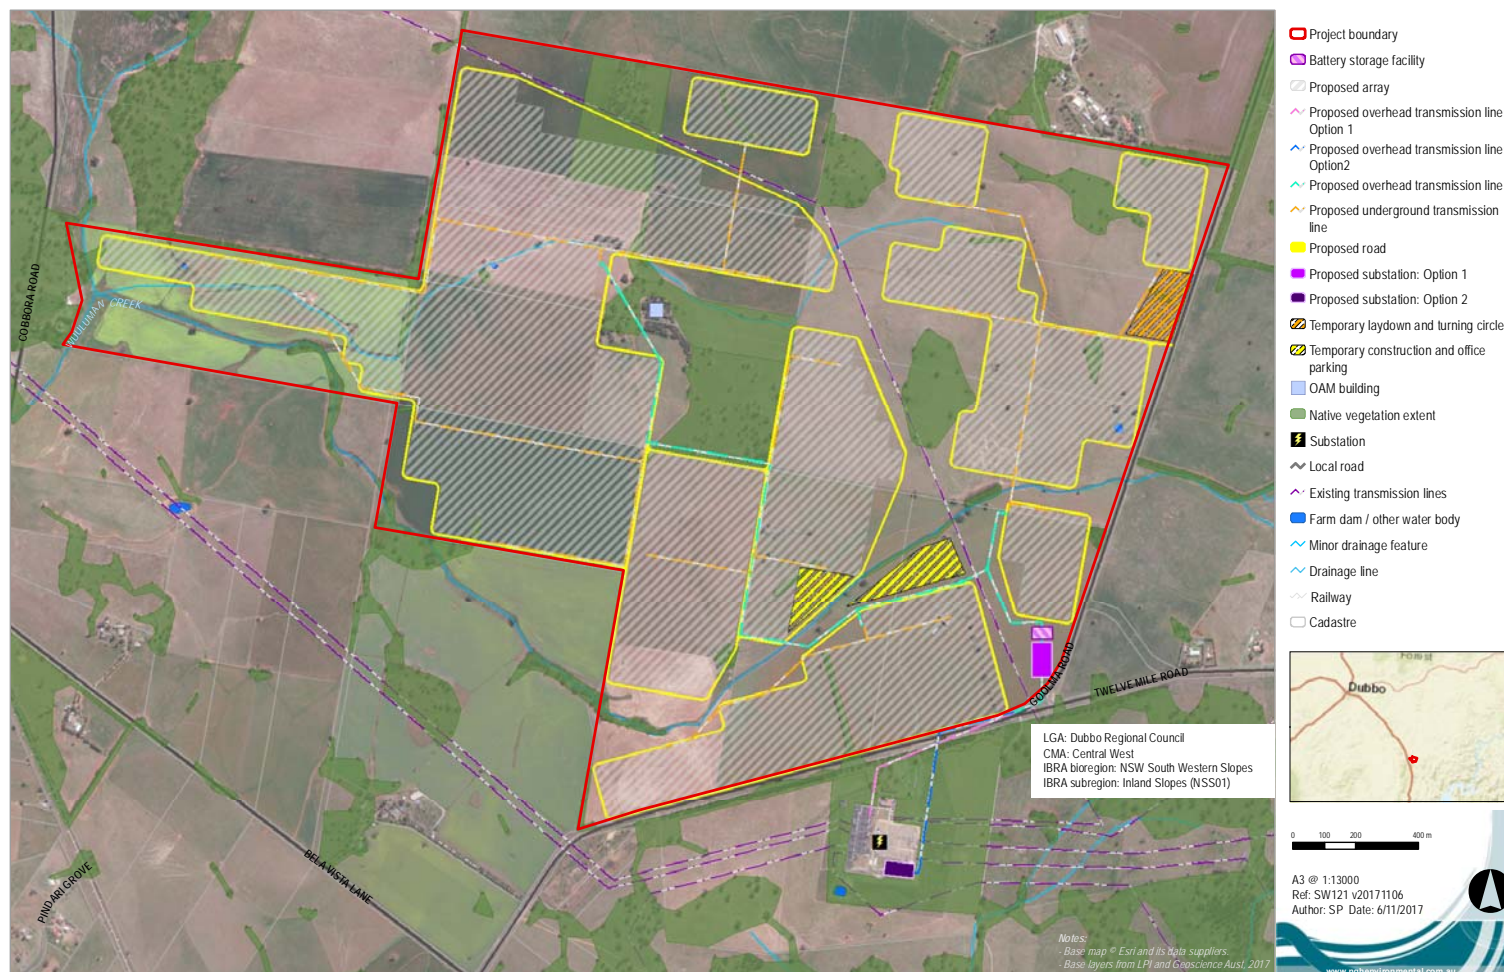 Project boundary
Battery storage facility
Proposed array
Proposed overhead transmission line
Option 1
Proposed overhead transmission line
Option2
Proposed overhead transmission line
Proposed underground transmission
line
Proposed road
Proposed substation: Option 1
Proposed substation: Option 2
Temporary laydown and turning circle
Temporary construction and office
parking
OAM building
Native vegetation extent
Substation
Local road
Existing transmission lines
Farm dam / other water body
Minor drainage feature
Drainage line
Railway
Cadastre
COBBORA ROAD
CREEK
GOOLMA ROAD
TWELVE MILE ROAD
BELA VISTA LANE
PINDARI GROVE
LGA: Dubbo Regional Council
CMA: Central West
IBRA bioregion: NSW South Western Slopes
IBRA subregion: Inland Slopes (NSS01)
Forest
Dubbo
0 100 200 400 m
A3 @ 1:13000
Ref: SW121 v20171106
Author: SP Date: 6/11/2017
Notes:
- Base map © Esri and its data suppliers.
- Base layers from LPI and Geoscience Aust, 2017
www.nghenvironmental.com.au